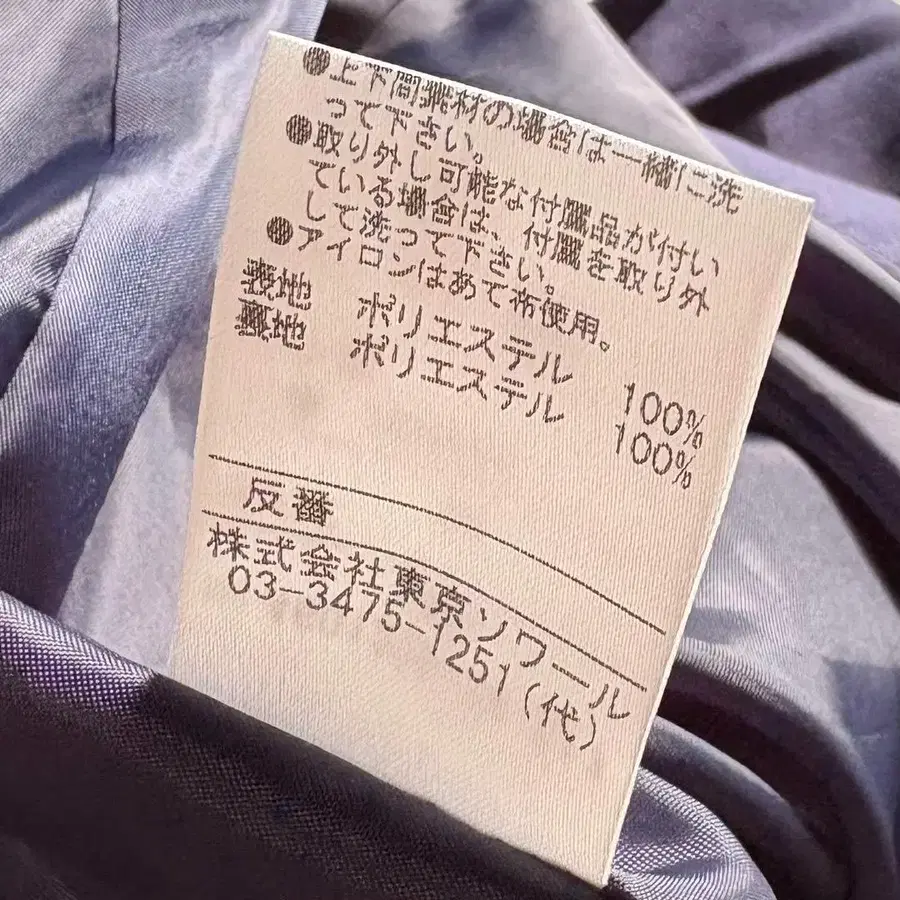 ●上下同素材の場合は一緒に洗
って下さい。
●取り外し可能な付属品が付い
ている場合は、付属を取り外
して洗って下さい。
●アイロンはあて布使用。
表地 ポリエステル 100%
裏地 ポリエステル 100%
反番
株式会社東京ソワール
03-3475-1251(代)